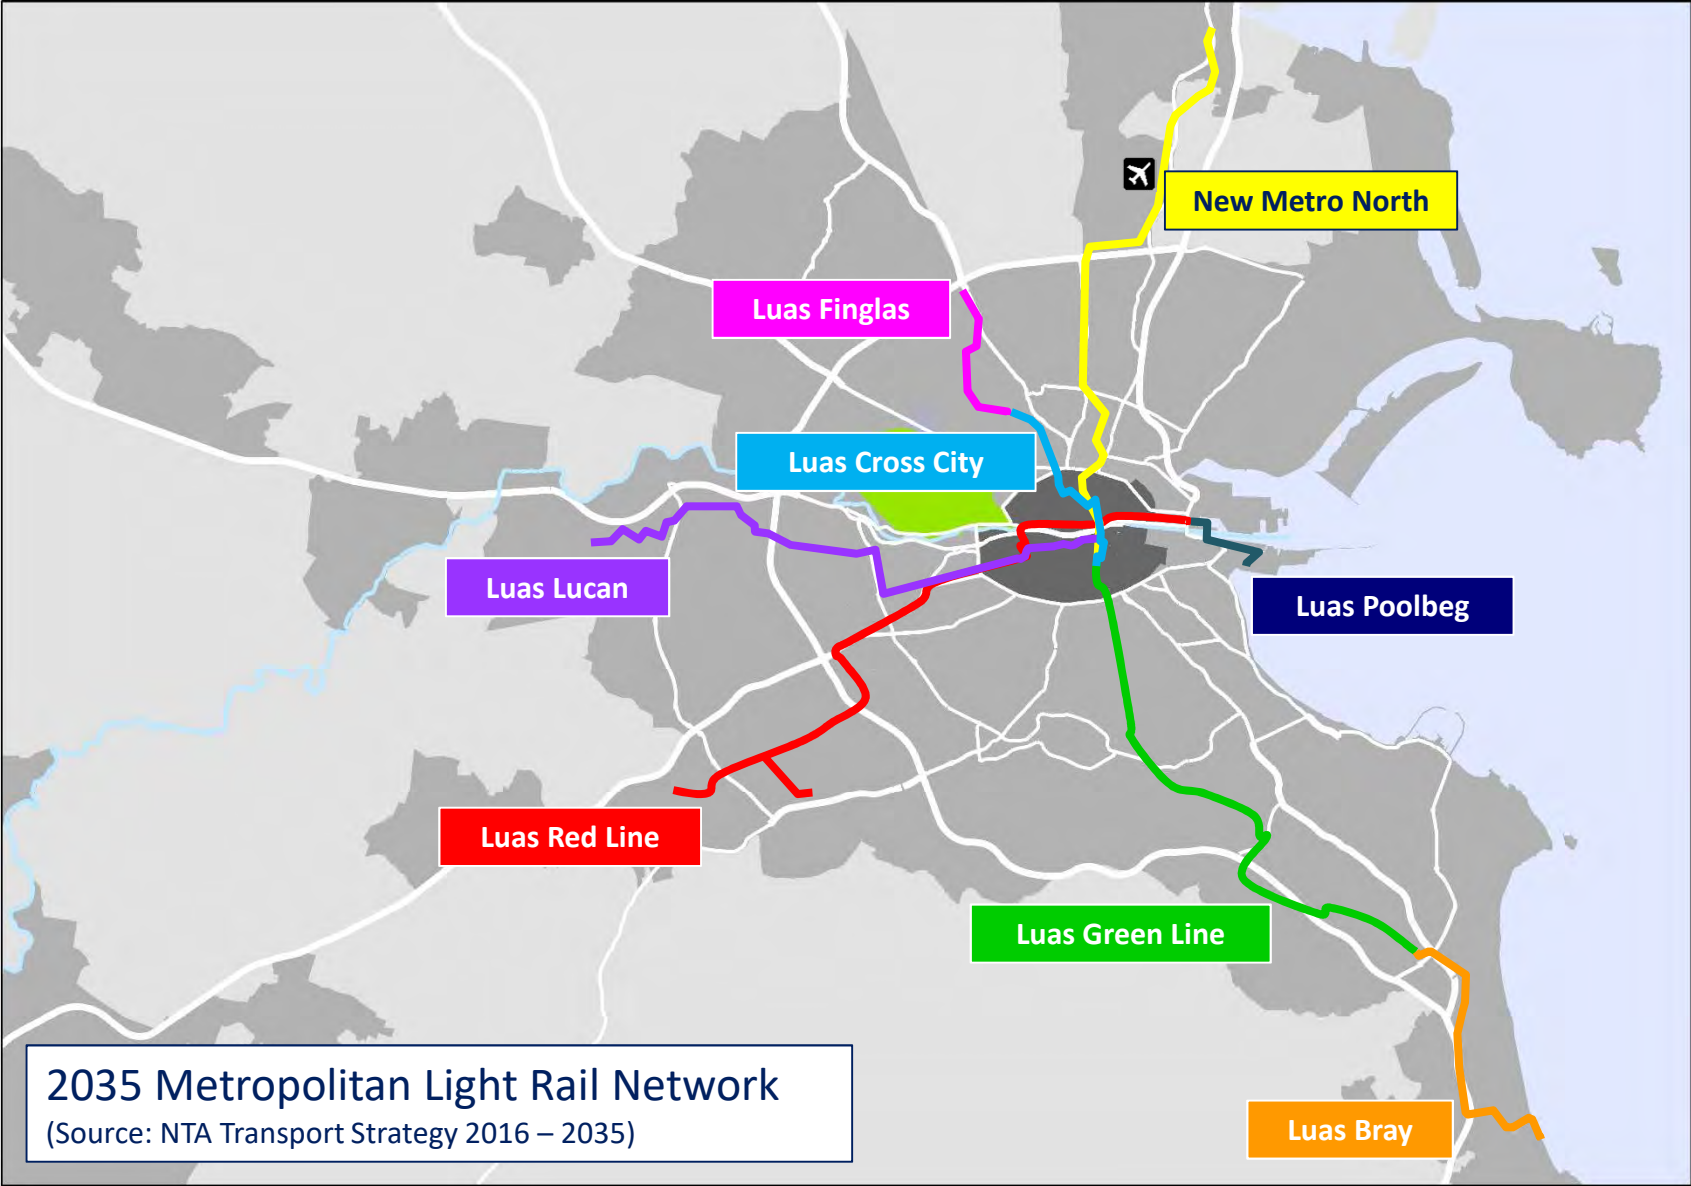 New Metro North
Luas Finglas
Luas Cross City
Luas Lucan
Luas Poolbeg
Luas Red Line
Luas Green Line
2035 Metropolitan Light Rail Network
(Source: NTA Transport Strategy 2016 – 2035)
Luas Bray